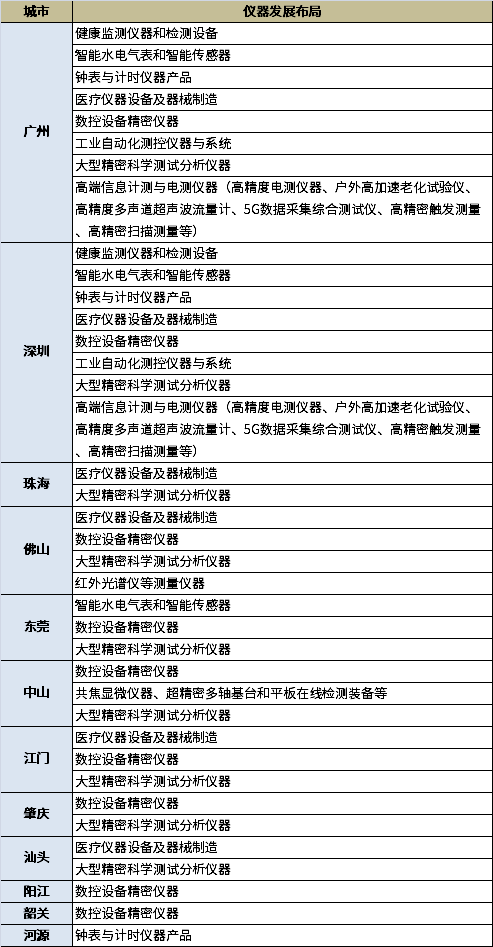 城市 仪器发展布局
健康监测仪器和检测设备
智能水电气表和智能传感器
钟表与计时仪器产品
医疗仪器设备及器械制造
广州 数控设备精密仪器
工业自动化测控仪器与系统
大型精密科学测试分析仪器
高端信息计测与电测仪器（高精度电测仪器、户外高加速老化试验仪、
高精度多声道超声波流量计、5G数据采集综合测试仪、高精密触发测量
、高精密扫描测量等）
健康监测仪器和检测设备
智能水电气表和智能传感器
钟表与计时仪器产品
医疗仪器设备及器械制造
深圳 数控设备精密仪器
工业自动化测控仪器与系统
大型精密科学测试分析仪器
高端信息计测与电测仪器（高精度电测仪器、户外高加速老化试验仪、
高精度多声道超声波流量计、5G数据采集综合测试仪、高精密触发测量
、高精密扫描测量等）
珠海 医疗仪器设备及器械制造
大型精密科学测试分析仪器
佛山 医疗仪器设备及器械制造
数控设备精密仪器
大型精密科学测试分析仪器
红外光谱仪等测量仪器
东莞 智能水电气表和智能传感器
数控设备精密仪器
大型精密科学测试分析仪器
中山 数控设备精密仪器
共焦显微仪器、超精密多轴基台和平板在线检测装备等
大型精密科学测试分析仪器
江门 医疗仪器设备及器械制造
数控设备精密仪器
大型精密科学测试分析仪器
肇庆 数控设备精密仪器
大型精密科学测试分析仪器
汕头 医疗仪器设备及器械制造
大型精密科学测试分析仪器
阳江 数控设备精密仪器
韶关 数控设备精密仪器
河源 钟表与计时仪器产品